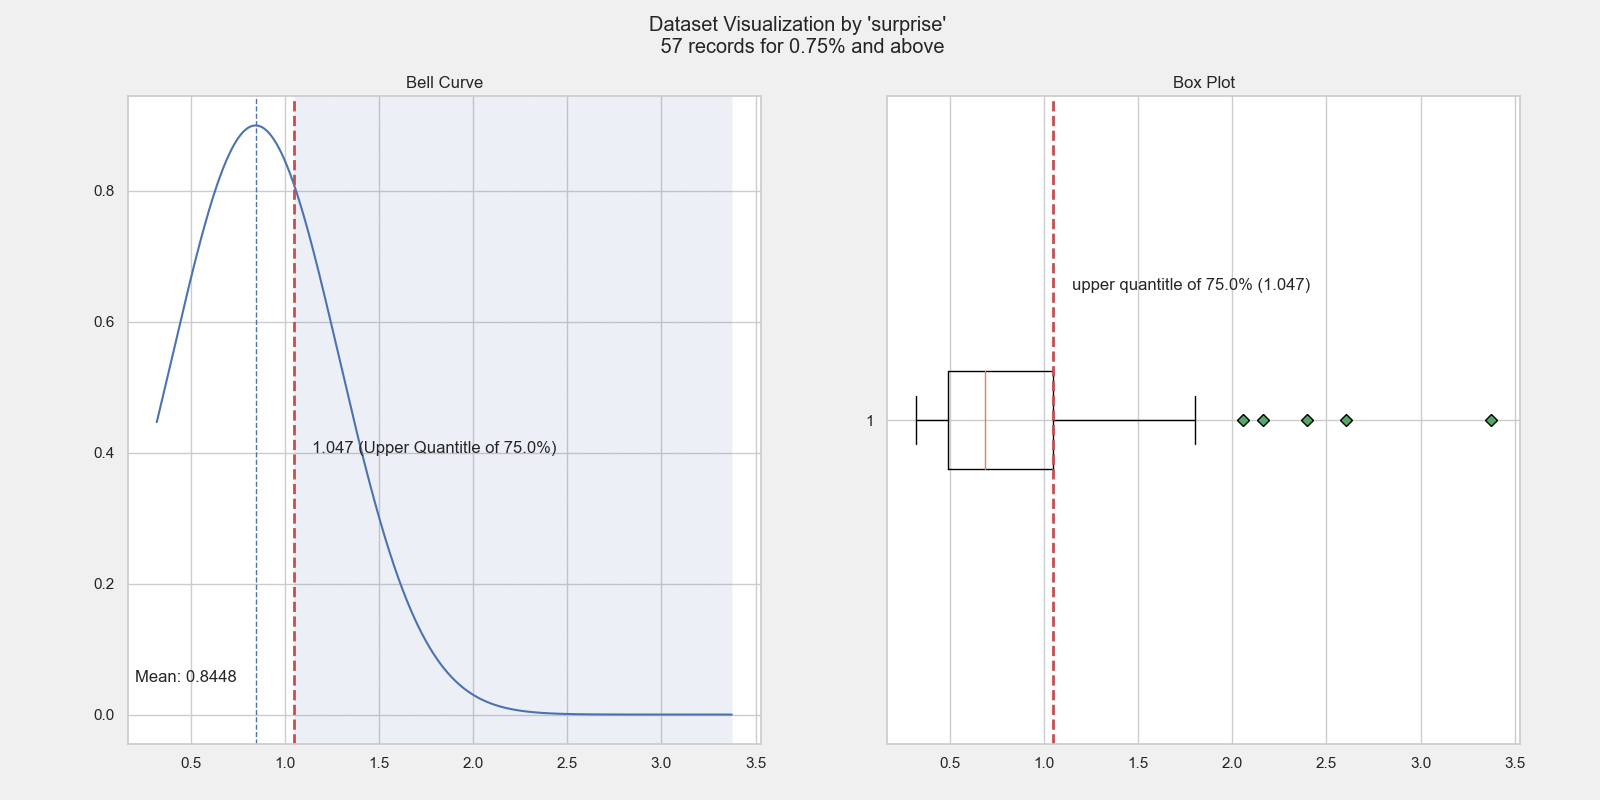 Dataset Visualization by 'surprise'
57 records for 0.75% and above
Bell Curve
0.8
0.6
0.4
0.2
0.0
1.047 (Upper Quantitle of 75.0%)
Mean: 0.8448
0.5 1.0 1.5 2.0 2.5 3.0 3.5
Box Plot
upper quantitle of 75.0% (1.047)
1
0.5 1.0 1.5 2.0 2.5 3.0 3.5